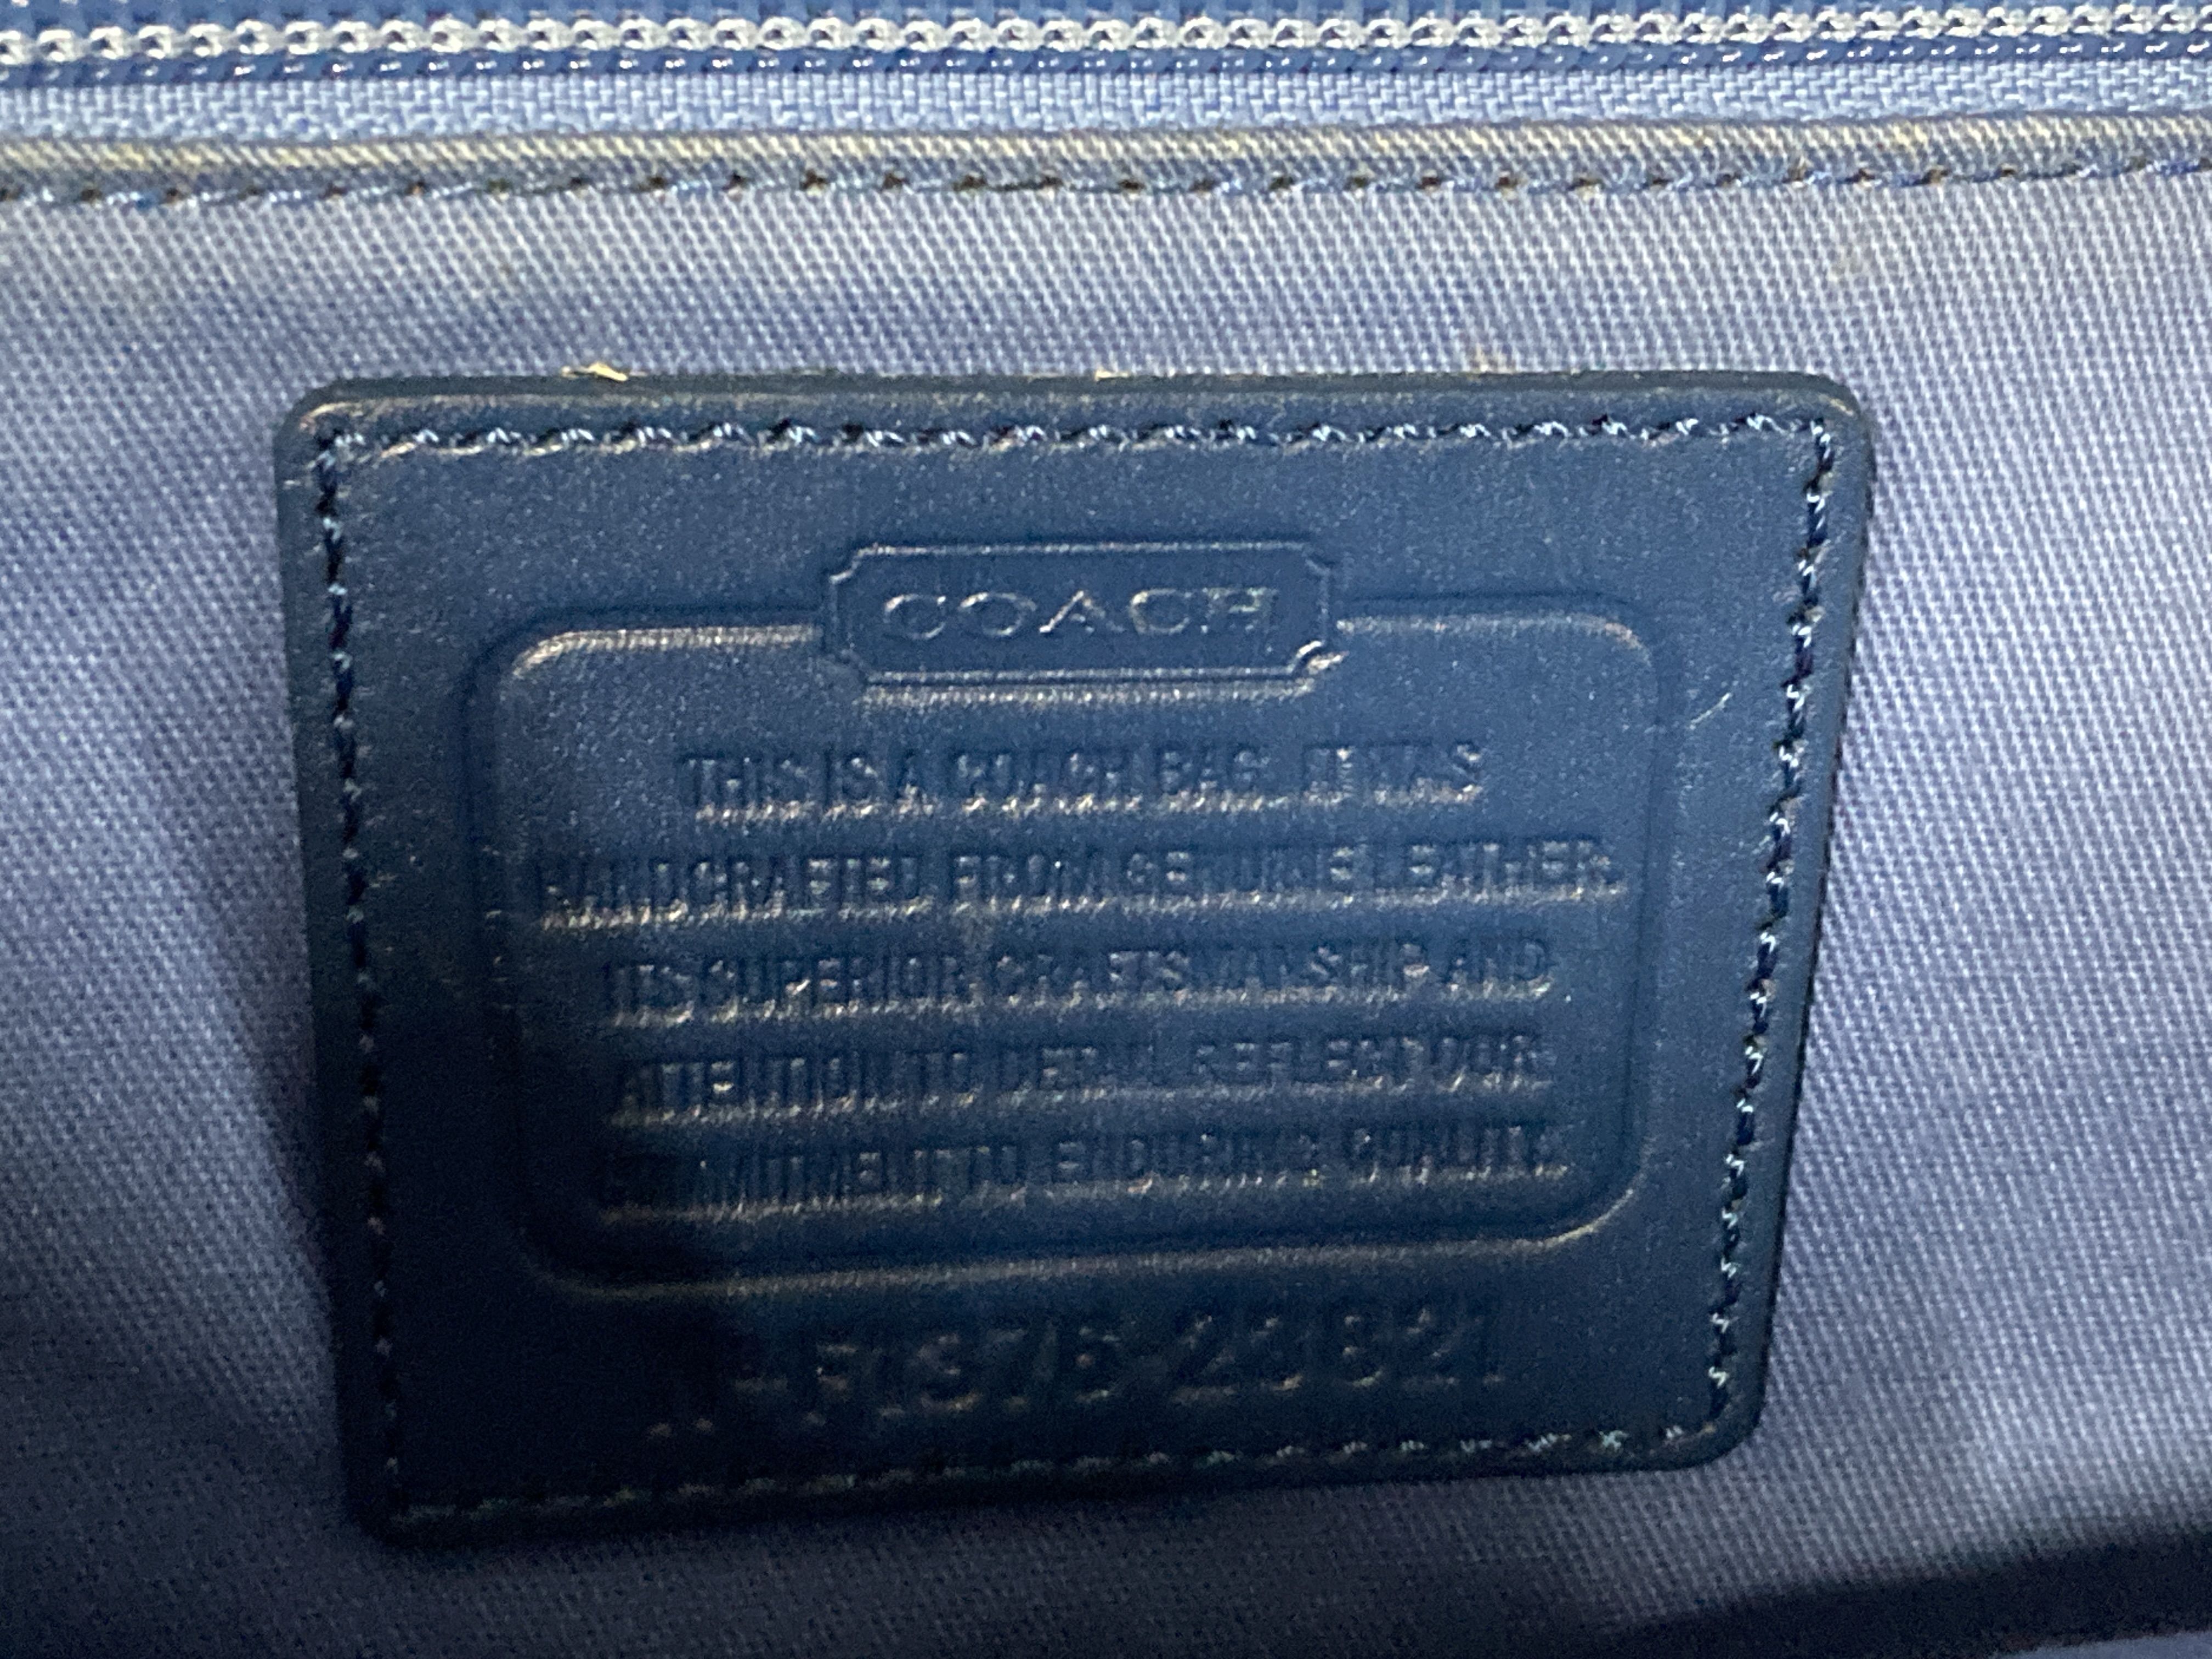 COACH
THIS IS A COACH BAG. IT WAS
HANDCRAFTED FROM GENUINE LEATHER.
ITS SUPERIOR CRAFTSMANSHIP AND
ATTENTION TO DETAIL REFLECT OUR
COMMITMENT TO ENDURING QUALITY.